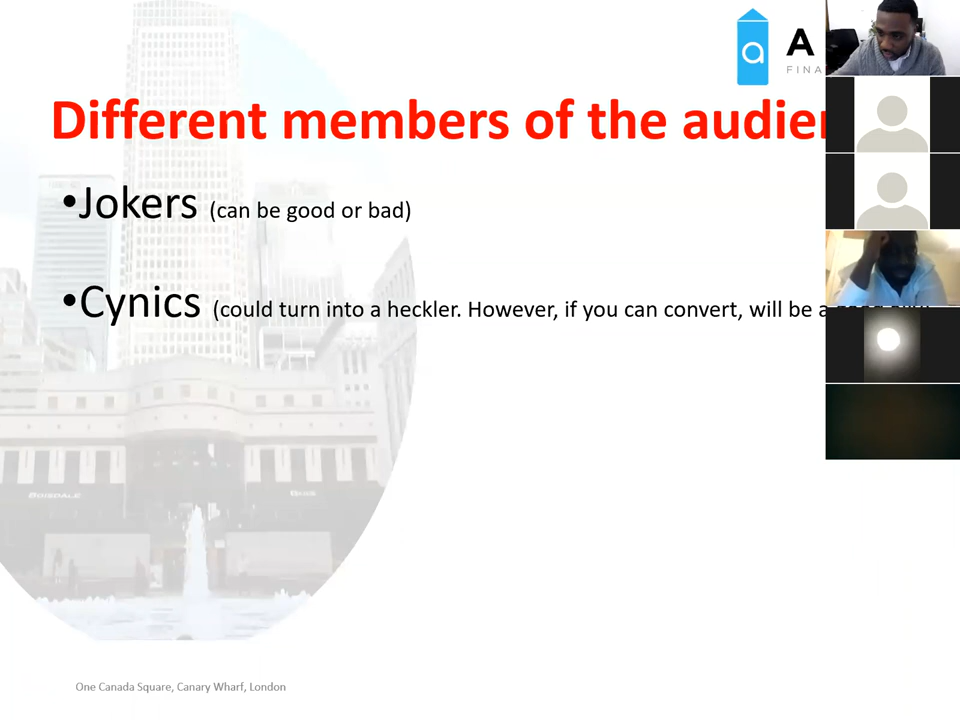 a
A
FINA
Different members of the audien
•Jokers (can be good or bad)
•Cynics (could turn into a heckler. However, if you can convert, will be a
One Canada Square, Canary Wharf, London